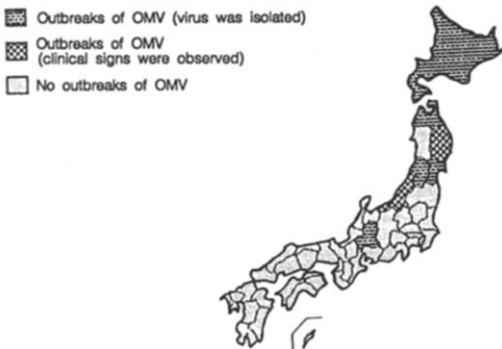 Outbreaks of OMV (virus was isolated)
Outbreaks of OMV
(clinical signs were observed)
No outbreaks of OMV